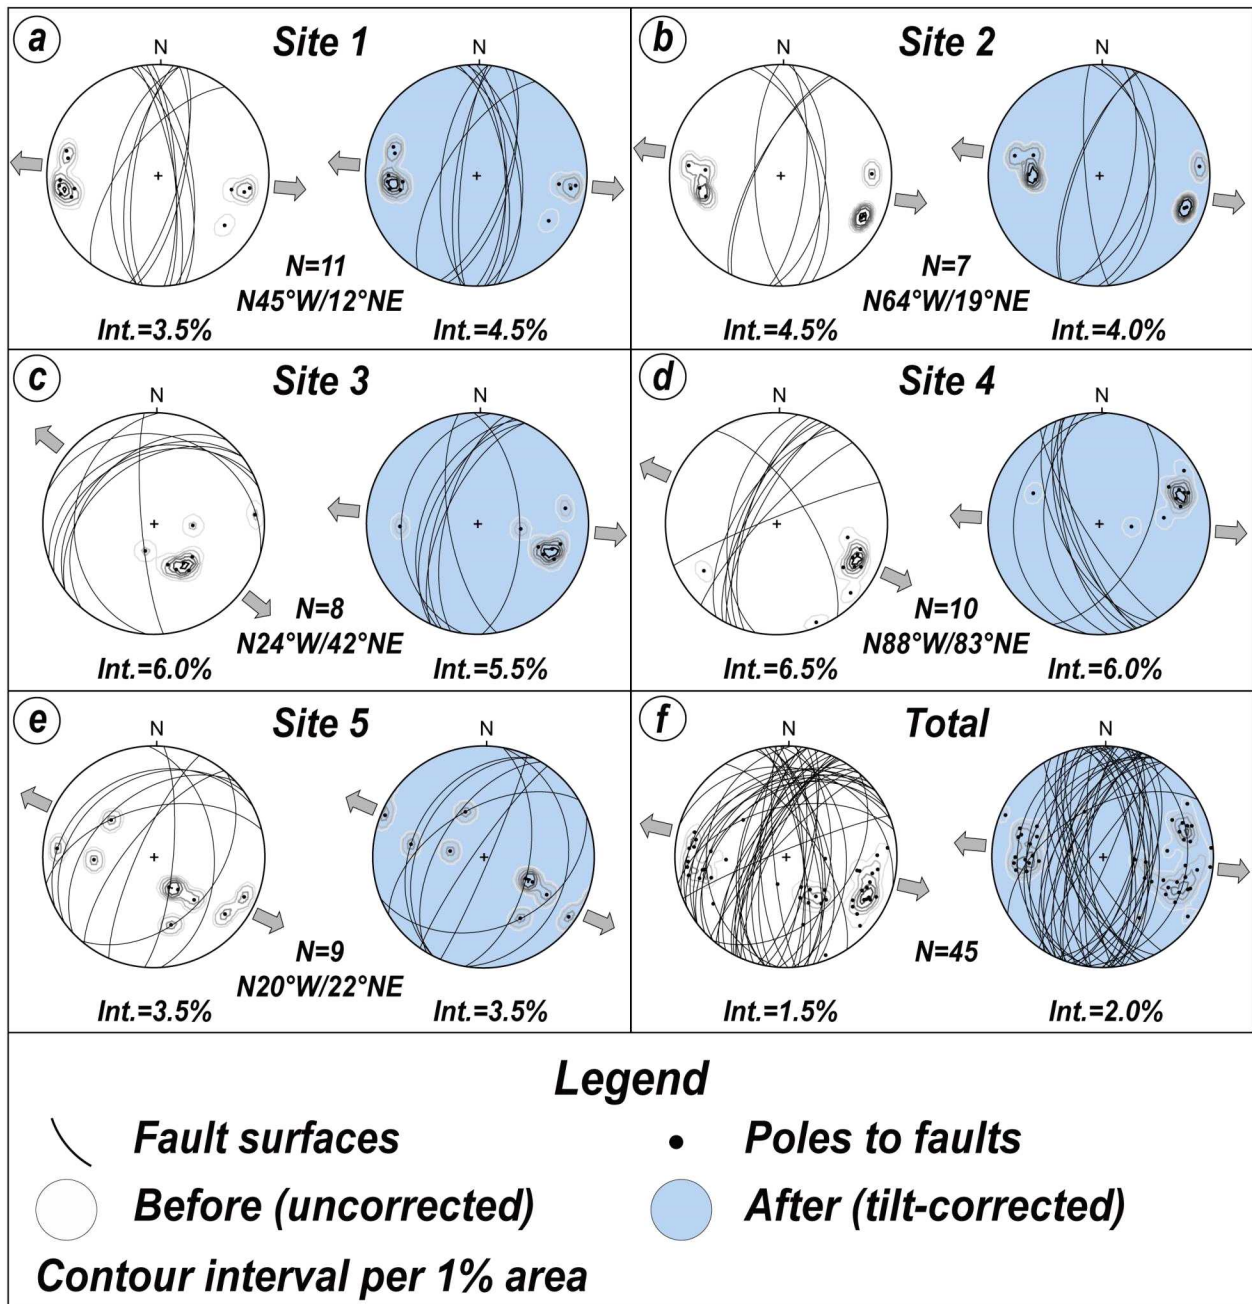 a
Site 1
N
N
N=11
N45°W/12°NE
Int.=3.5%
Int.=4.5%
b
Site 2
N
N
N=7
N64°W/19°NE
Int.=4.5%
Int.=4.0%
c
Site 3
N
N
N=8
N24°W/42°NE
Int.=6.0%
Int.=5.5%
d
Site 4
N
N
N=10
N88°W/83°NE
Int.=6.5%
Int.=6.0%
e
Site 5
N
N
N=9
N20°W/22°NE
Int.=3.5%
Int.=3.5%
f
Total
N
N
N=45
Int.=1.5%
Int.=2.0%
Legend
Fault surfaces
Poles to faults
Before (uncorrected)
After (tilt-corrected)
Contour interval per 1% area